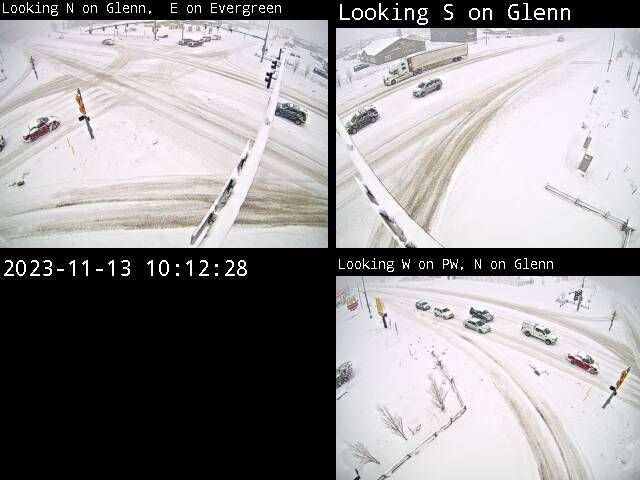 Looking N on Glenn,  E on Evergreen
Looking S on Glenn
2023-11-13 10:12:28
Looking W on PW, N on Glenn